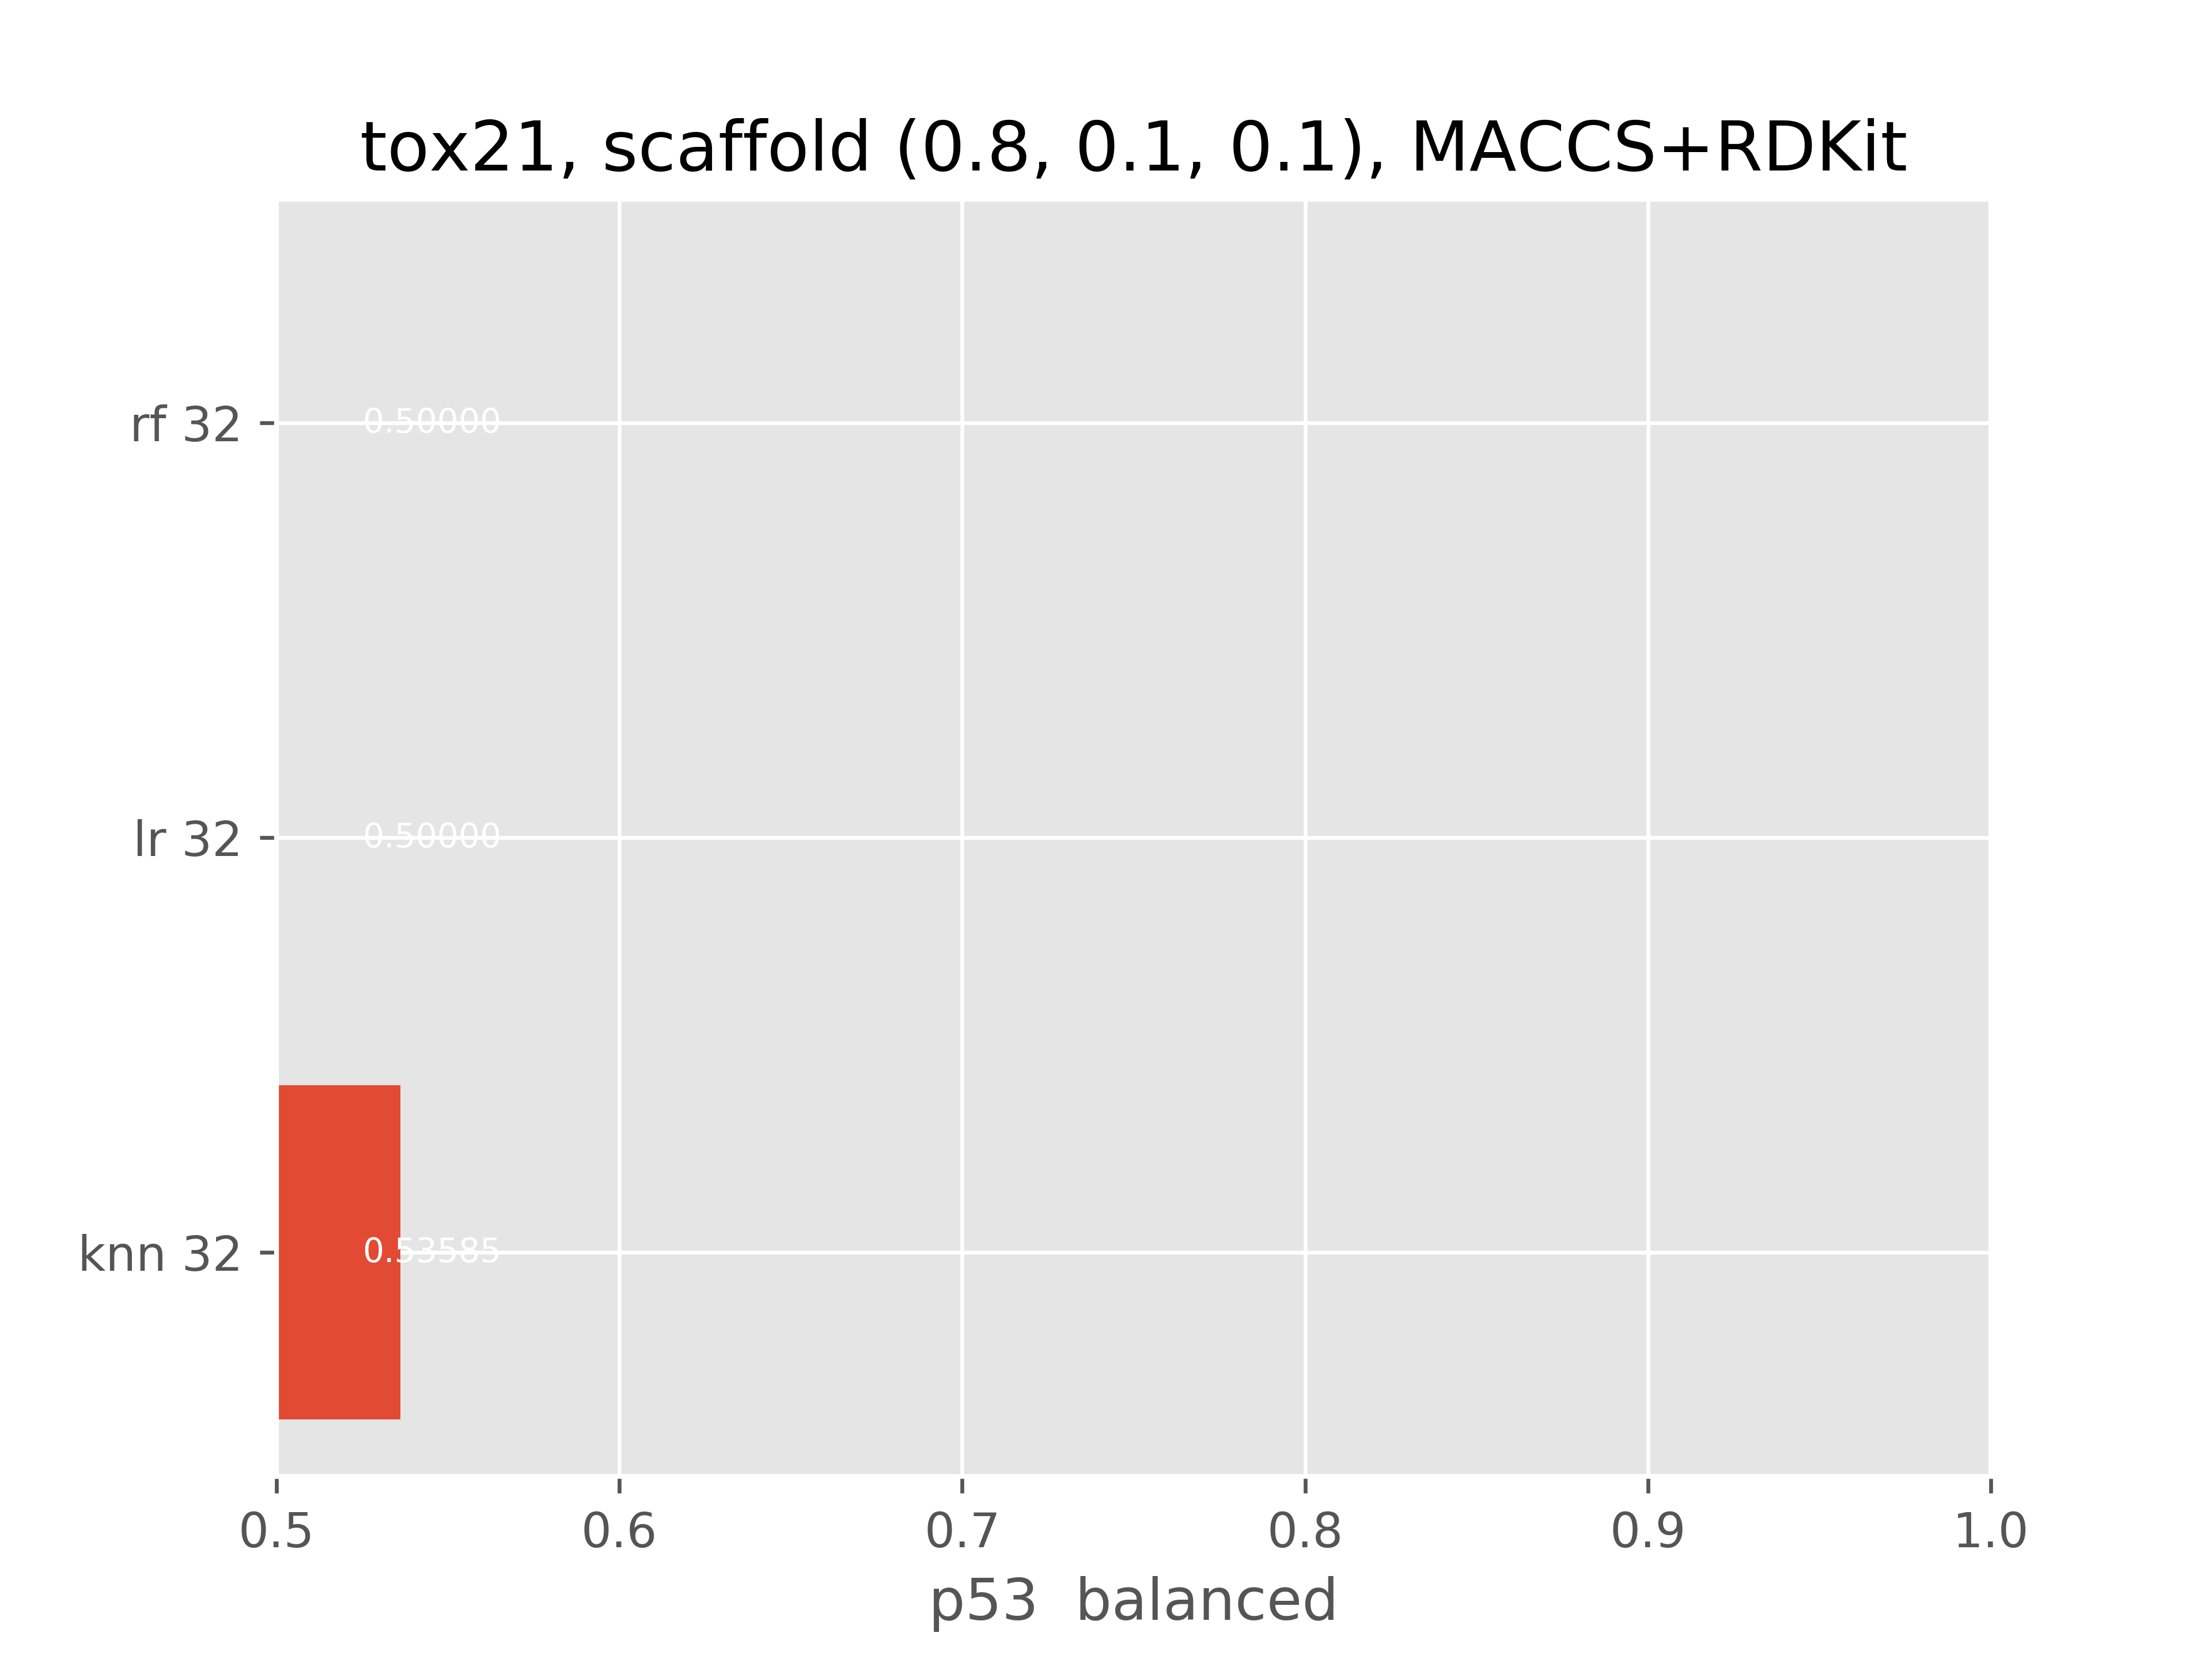 tox21, scaffold (0.8, 0.1, 0.1), MACCS+RDKit
rf 32
0.50000
lr 32
0.50000
knn 32
0.53585
0.5 0.6 0.7 0.8 0.9 1.0
p53 balanced